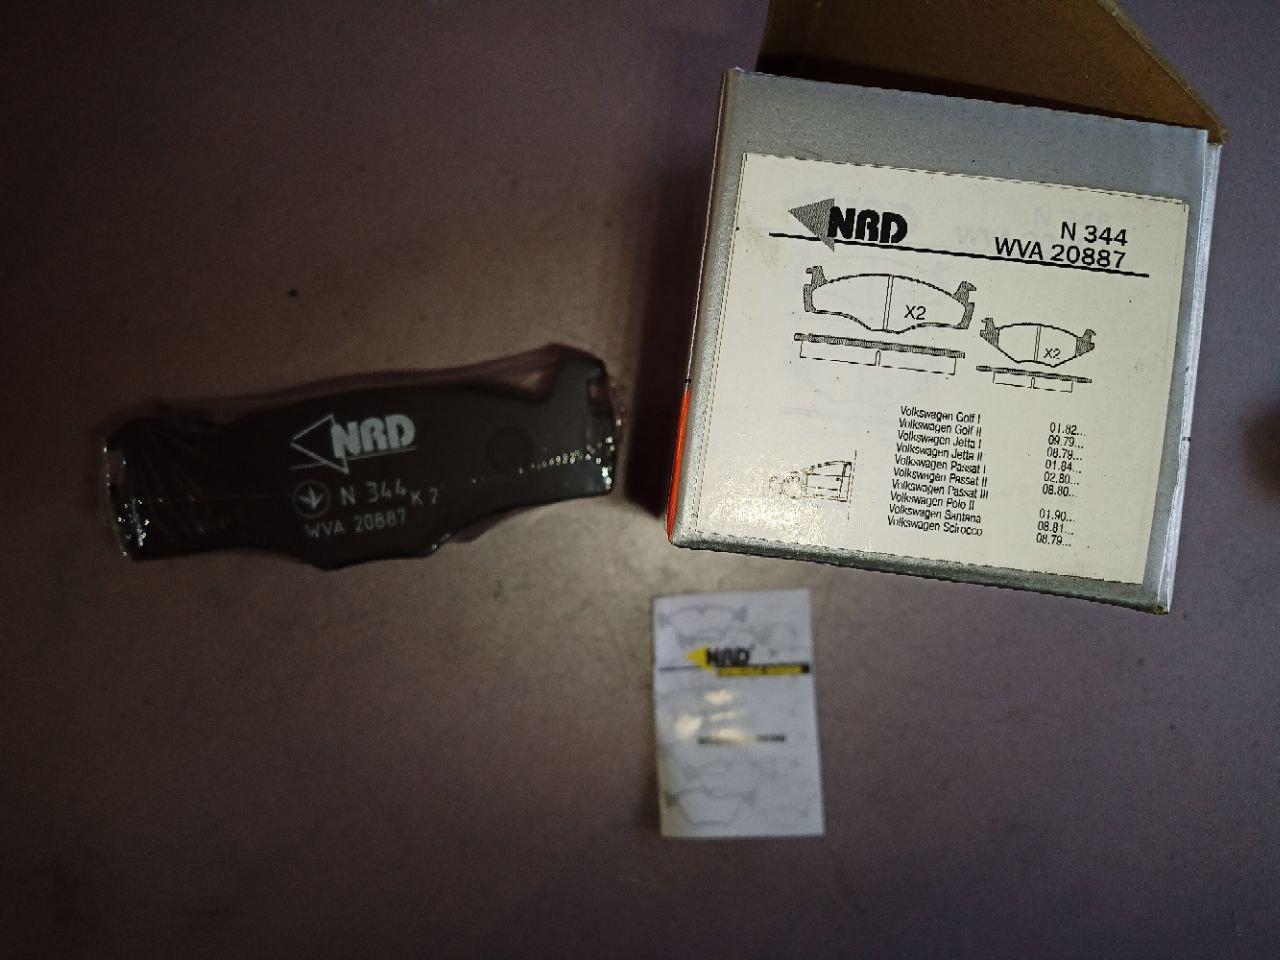 NRD
N 344
WVA 20887
X2
X2
Volkswagen Golf I
Volkswagen Golf II 01.82...
Volkswagen Jetta I 09.79...
Volkswagen Jetta II 08.79...
Volkswagen Passat I 01.84...
Volkswagen Passat II 02.80...
Volkswagen Passat III 08.80...
Volkswagen Polo II
Volkswagen Santana 01.90...
Volkswagen Scirocco 08.81...
08.79...
NRD
N 344 K 2
WVA 20887
NRD